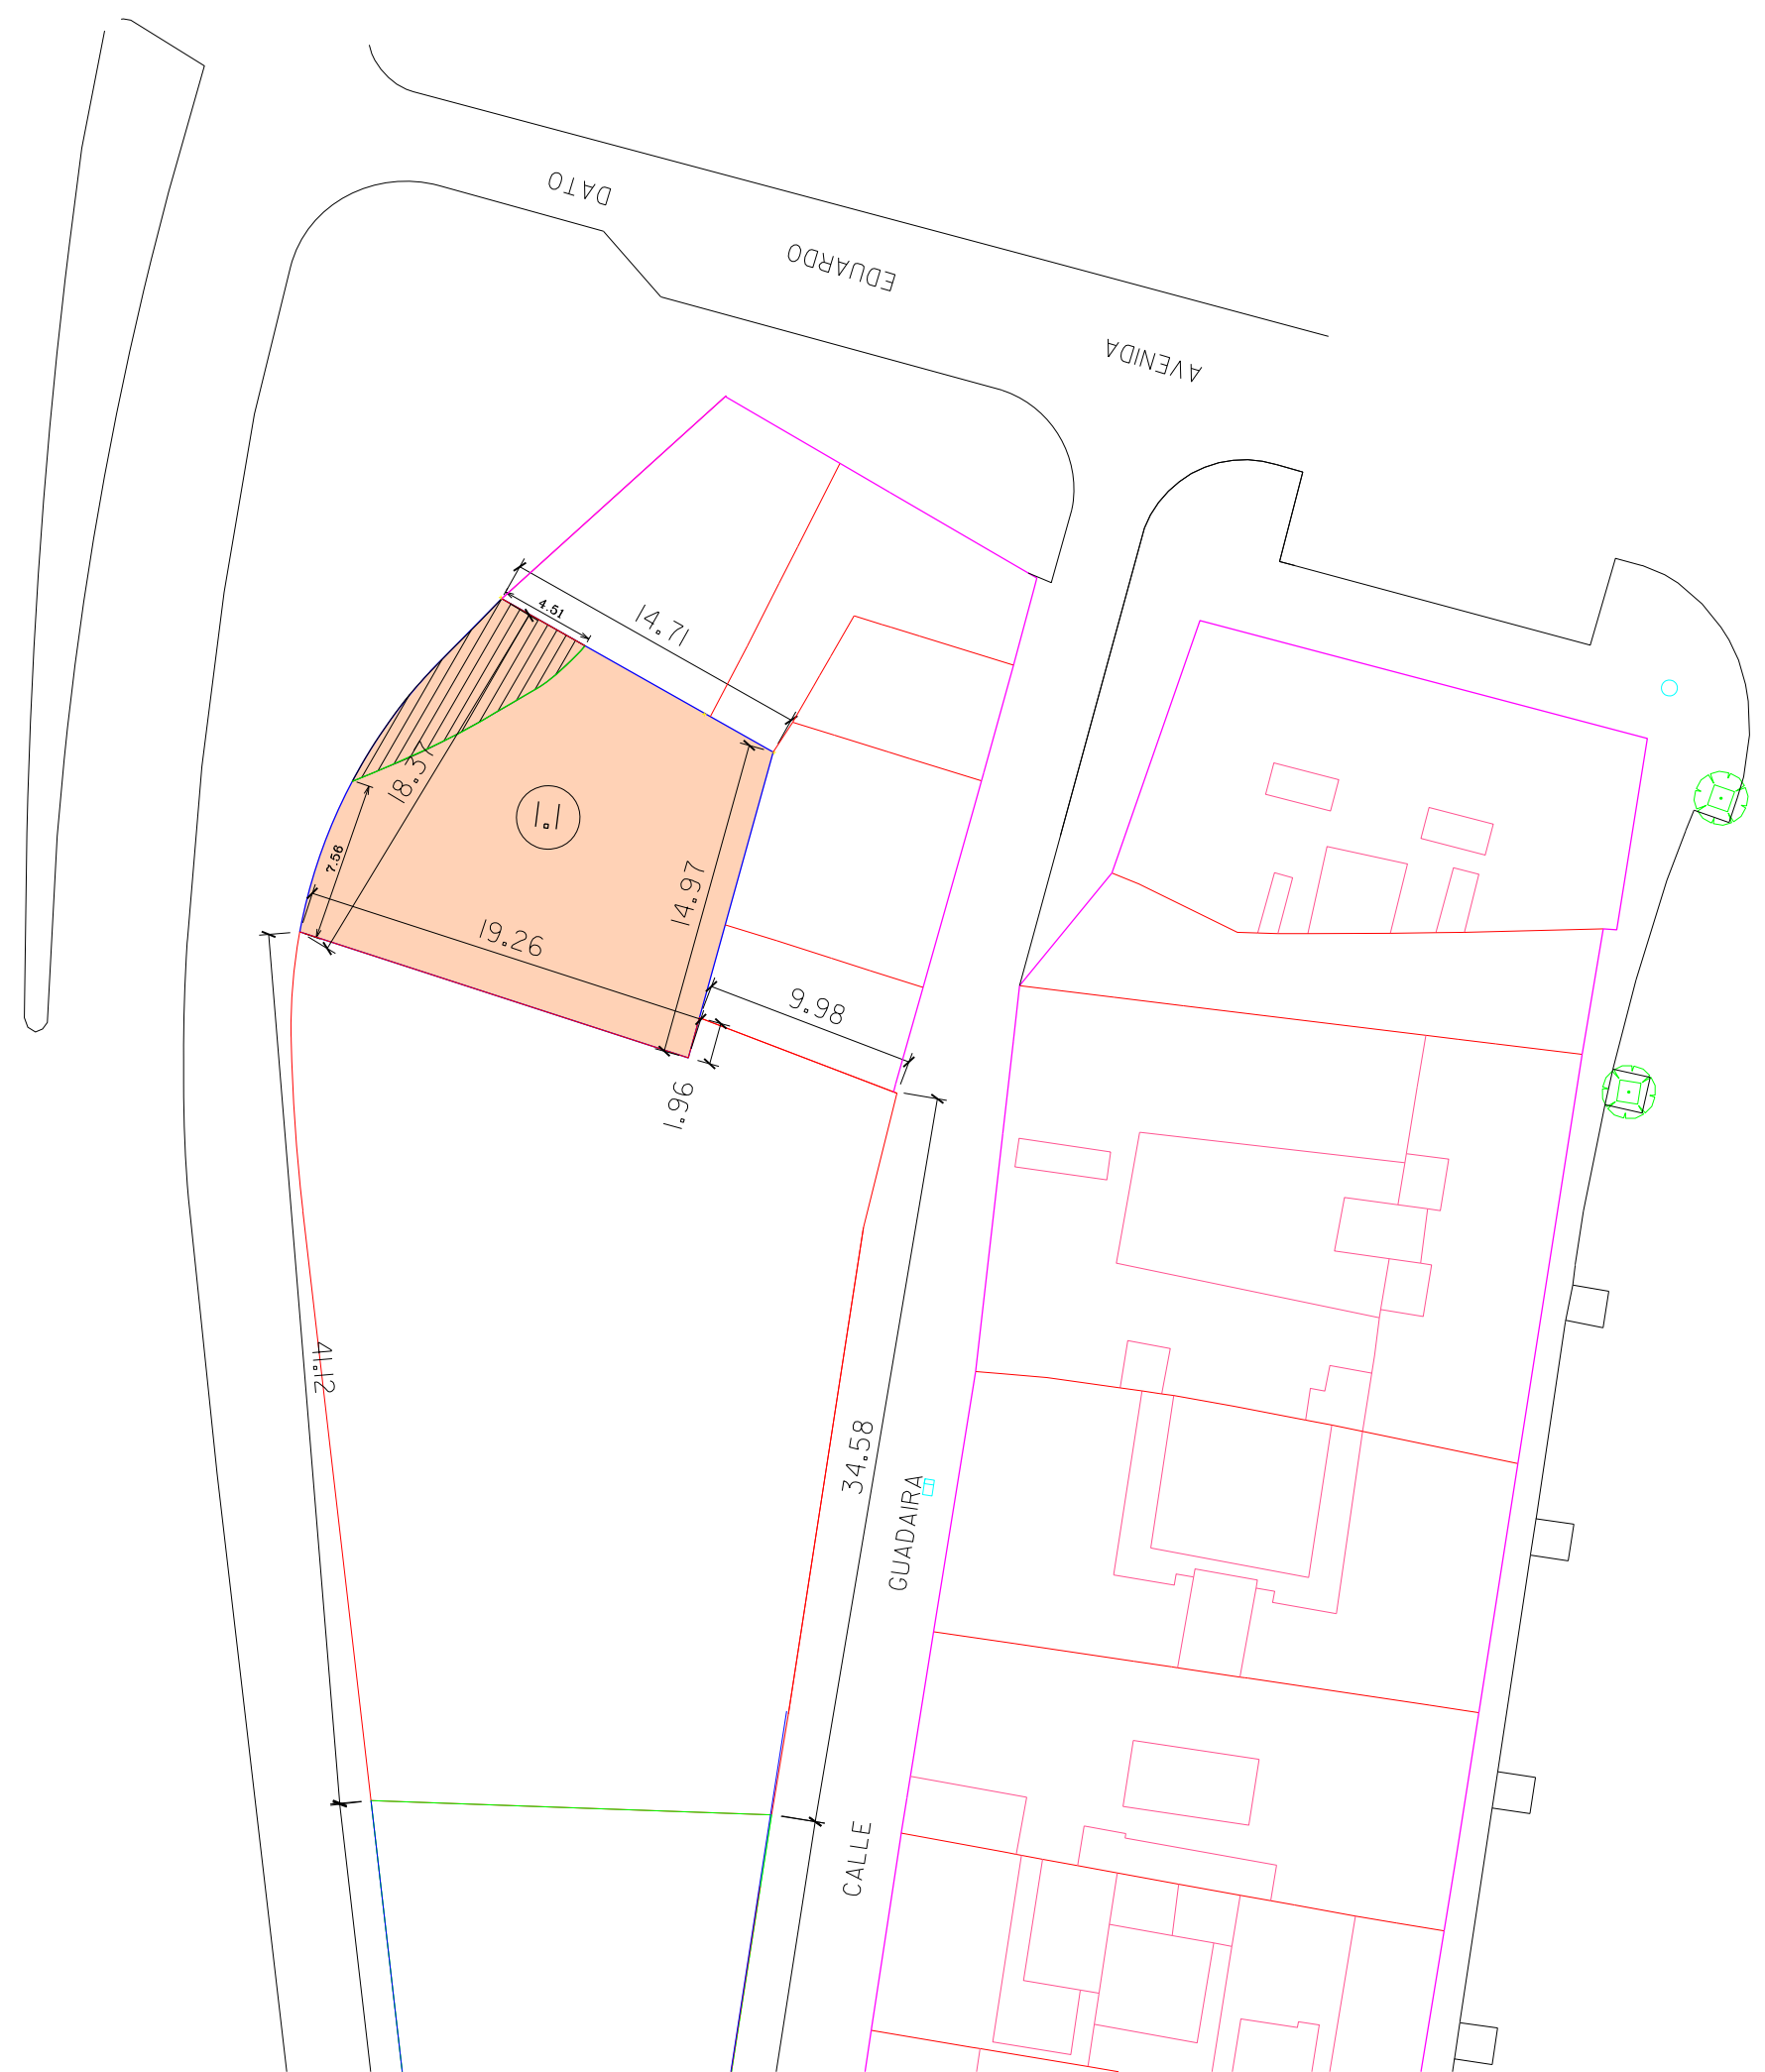 DATO
EDUARDO
AVENIDA
4.51
14.71
18.37
1.1
7.56
14.97
19.26
9.98
1.96
41.12
34.58
GUADAIRA
CALLE